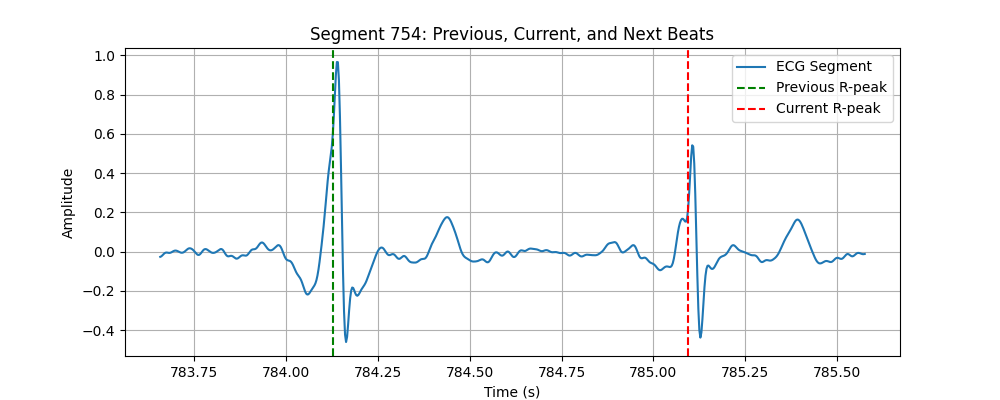 Segment 754: Previous, Current, and Next Beats
ECG Segment
Previous R-peak
Current R-peak
Amplitude
1.0
0.8
0.6
0.4
0.2
0.0
−0.2
−0.4
783.75 784.00 784.25 784.50 784.75 785.00 785.25 785.50
Time (s)